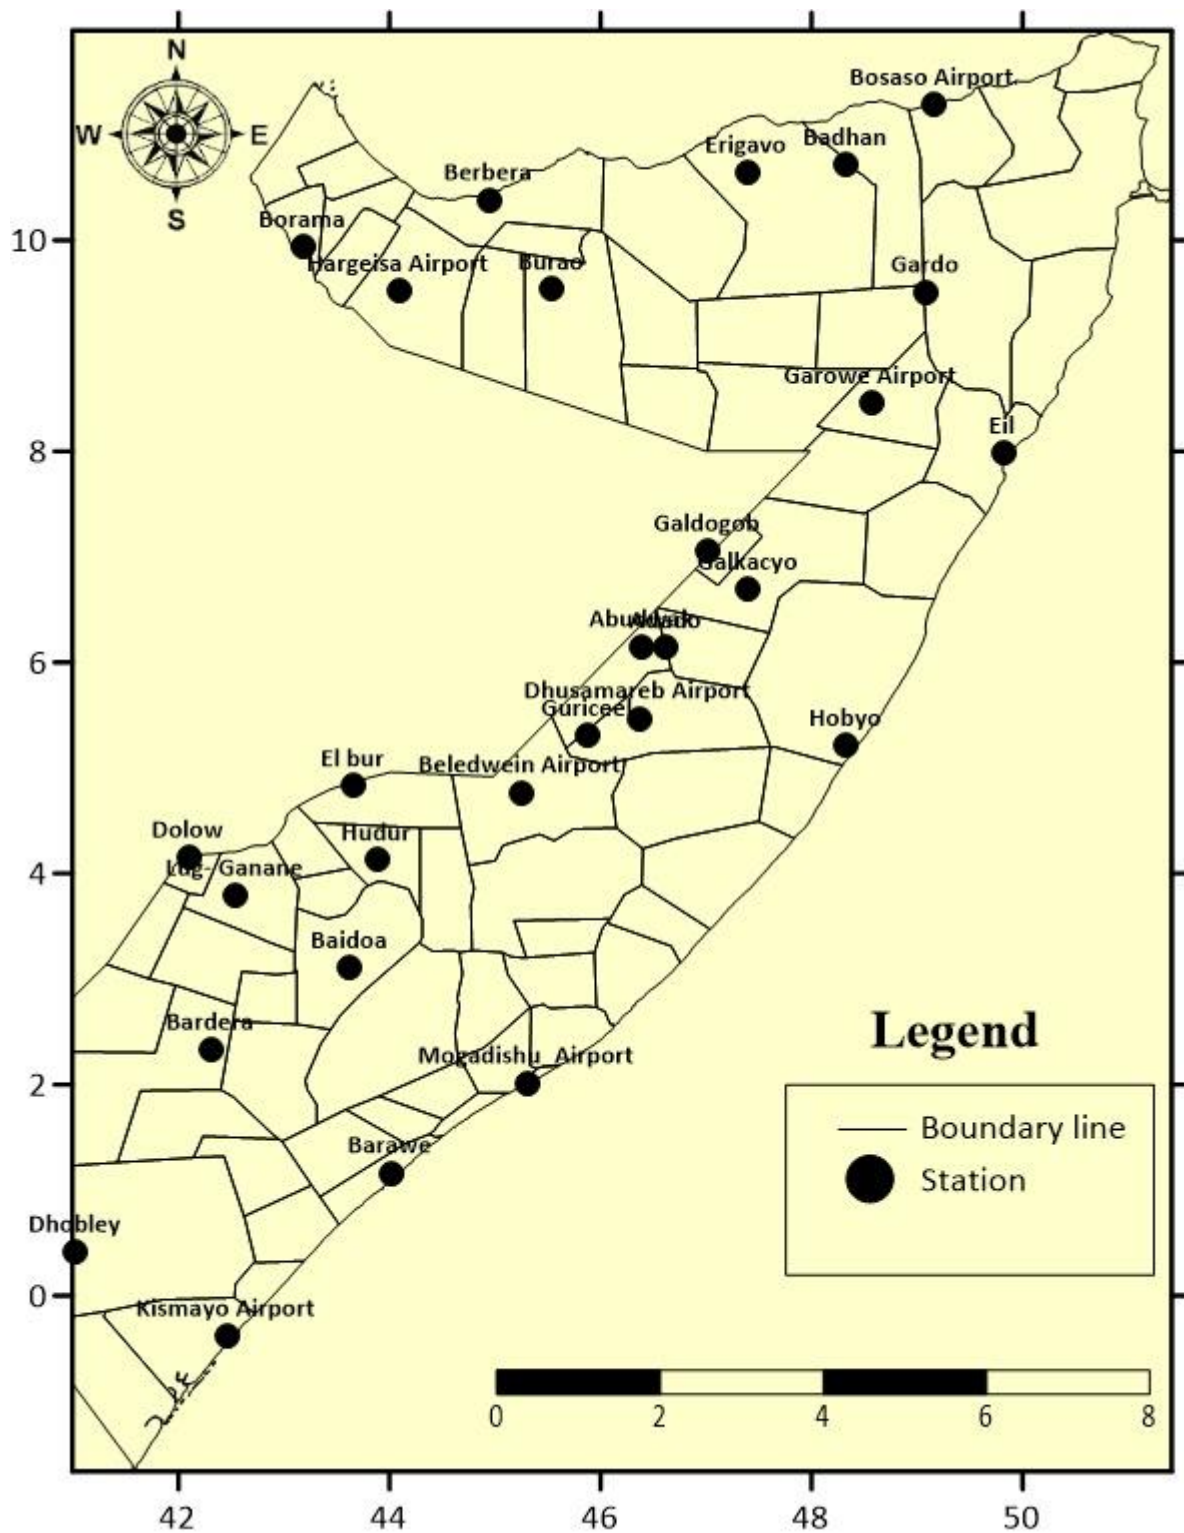 N
W E
S
Bosaso Airport
Erigavo
Badhan
Berbera
Borama
Hargeisa Airport
Burao
Gardo
Garowe Airport
Eil
Galdogob
Galkacyo
Adado
Dhusamareb Airport
Guriceel
Hobyo
El bur
Beledwein Airport
Dolow
Hudur
Lug- Ganane
Baidoa
Bardera
Mogadishu Airport
Barawe
Dhobley
Kismayo Airport
10
8
6
4
2
0
Legend
Boundary line
Station
0 2 4 6 8
42 44 46 48 50